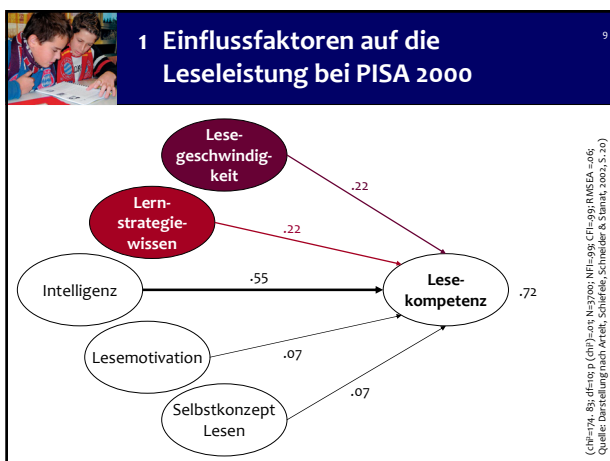 1 Einflussfaktoren auf die
Leseleistung bei PISA 2000
9
Lese-
geschwindig-
keit
.22
Lern-
strategie-
wissen
.22
Intelligenz
.55
Lese-
kompetenz
.72
Lesemotivation
.07
Selbstkonzept
Lesen
.07
(chi²=174. 83; df=10; p (chi²)=.01; N=3700; NFI=.99; CFI=.99; RMSEA =.06;
Quelle: Darstellung nach Artelt, Schiefele, Schneider & Stanat, 2002, S.20)